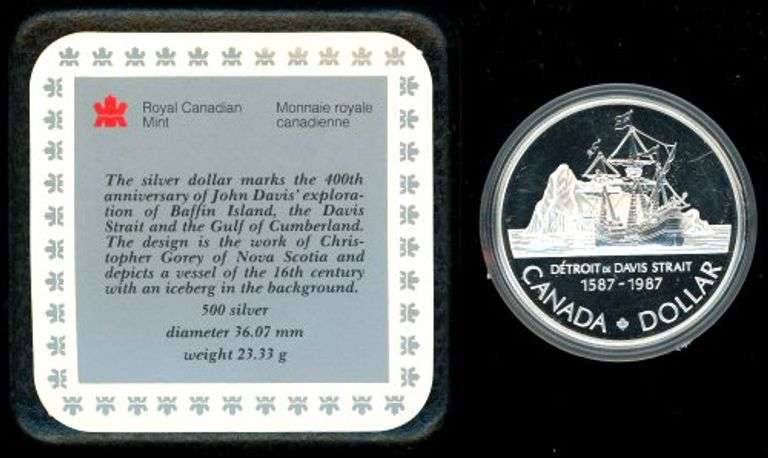 Royal Canadian Mint
Monnaie royale canadienne
The silver dollar marks the 400th
anniversary of John Davis' explora-
tion of Baffin Island, the Davis
Strait and the Gulf of Cumberland.
The design is the work of Chris-
topher Gorey of Nova Scotia and
depicts a vessel of the 16th century
with an iceberg in the background.
500 silver
diameter 36.07 mm
weight 23.33 g
DÉTROIT DE DAVIS STRAIT
1587-1987
CANADA DOLLAR